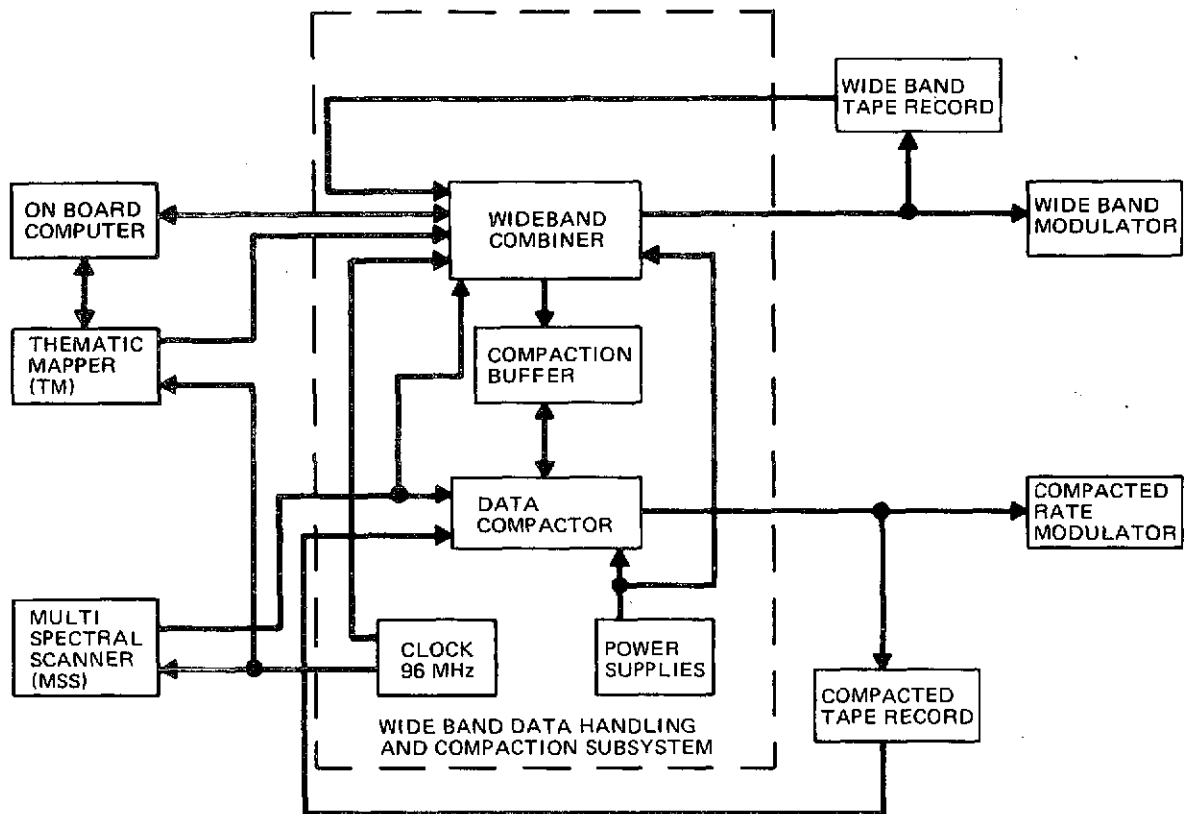 WIDE BAND
TAPE RECORD
ON BOARD
COMPUTER
WIDEBAND
COMBINER
WIDE BAND
MODULATOR
THEMATIC
MAPPER
(TM)
COMPACTION
BUFFER
DATA
COMPACTOR
COMPACTED
RATE
MODULATOR
MULTI
SPECTRAL
SCANNER
(MSS)
CLOCK
96 MHz
POWER
SUPPLIES
COMPACTED
TAPE RECORD
WIDE BAND DATA HANDLING
AND COMPACTION SUBSYSTEM